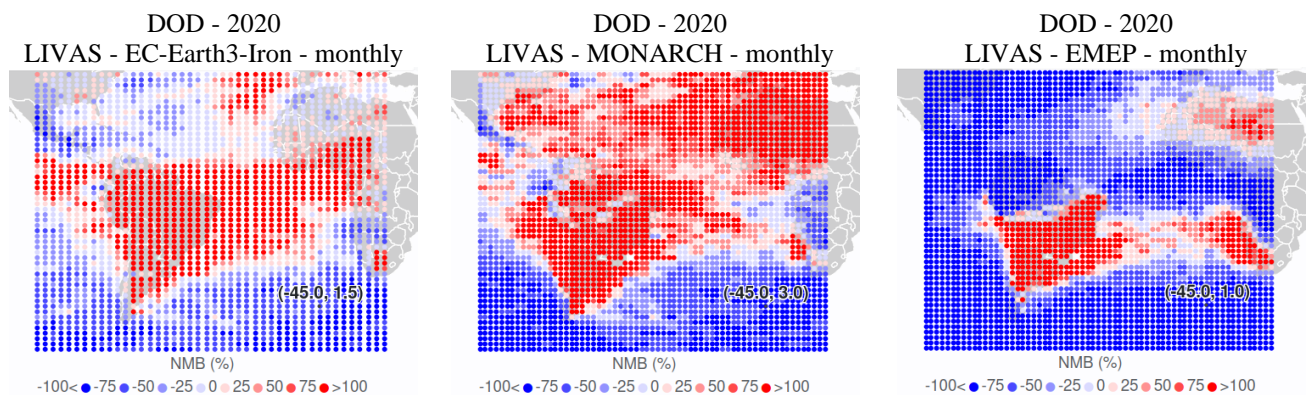 DOD - 2020
LIVAS - EC-Earth3-Iron - monthly
(-45.0, 1.5)
NMB (%)
-100< -75 -50 -25 0 25 50 75 >100
DOD - 2020
LIVAS - MONARCH - monthly
(-45.0, 3.0)
NMB (%)
-100< -75 -50 -25 0 25 50 75 >100
DOD - 2020
LIVAS - EMEP - monthly
(-45.0, 1.0)
NMB (%)
-100< -75 -50 -25 0 25 50 75 >100